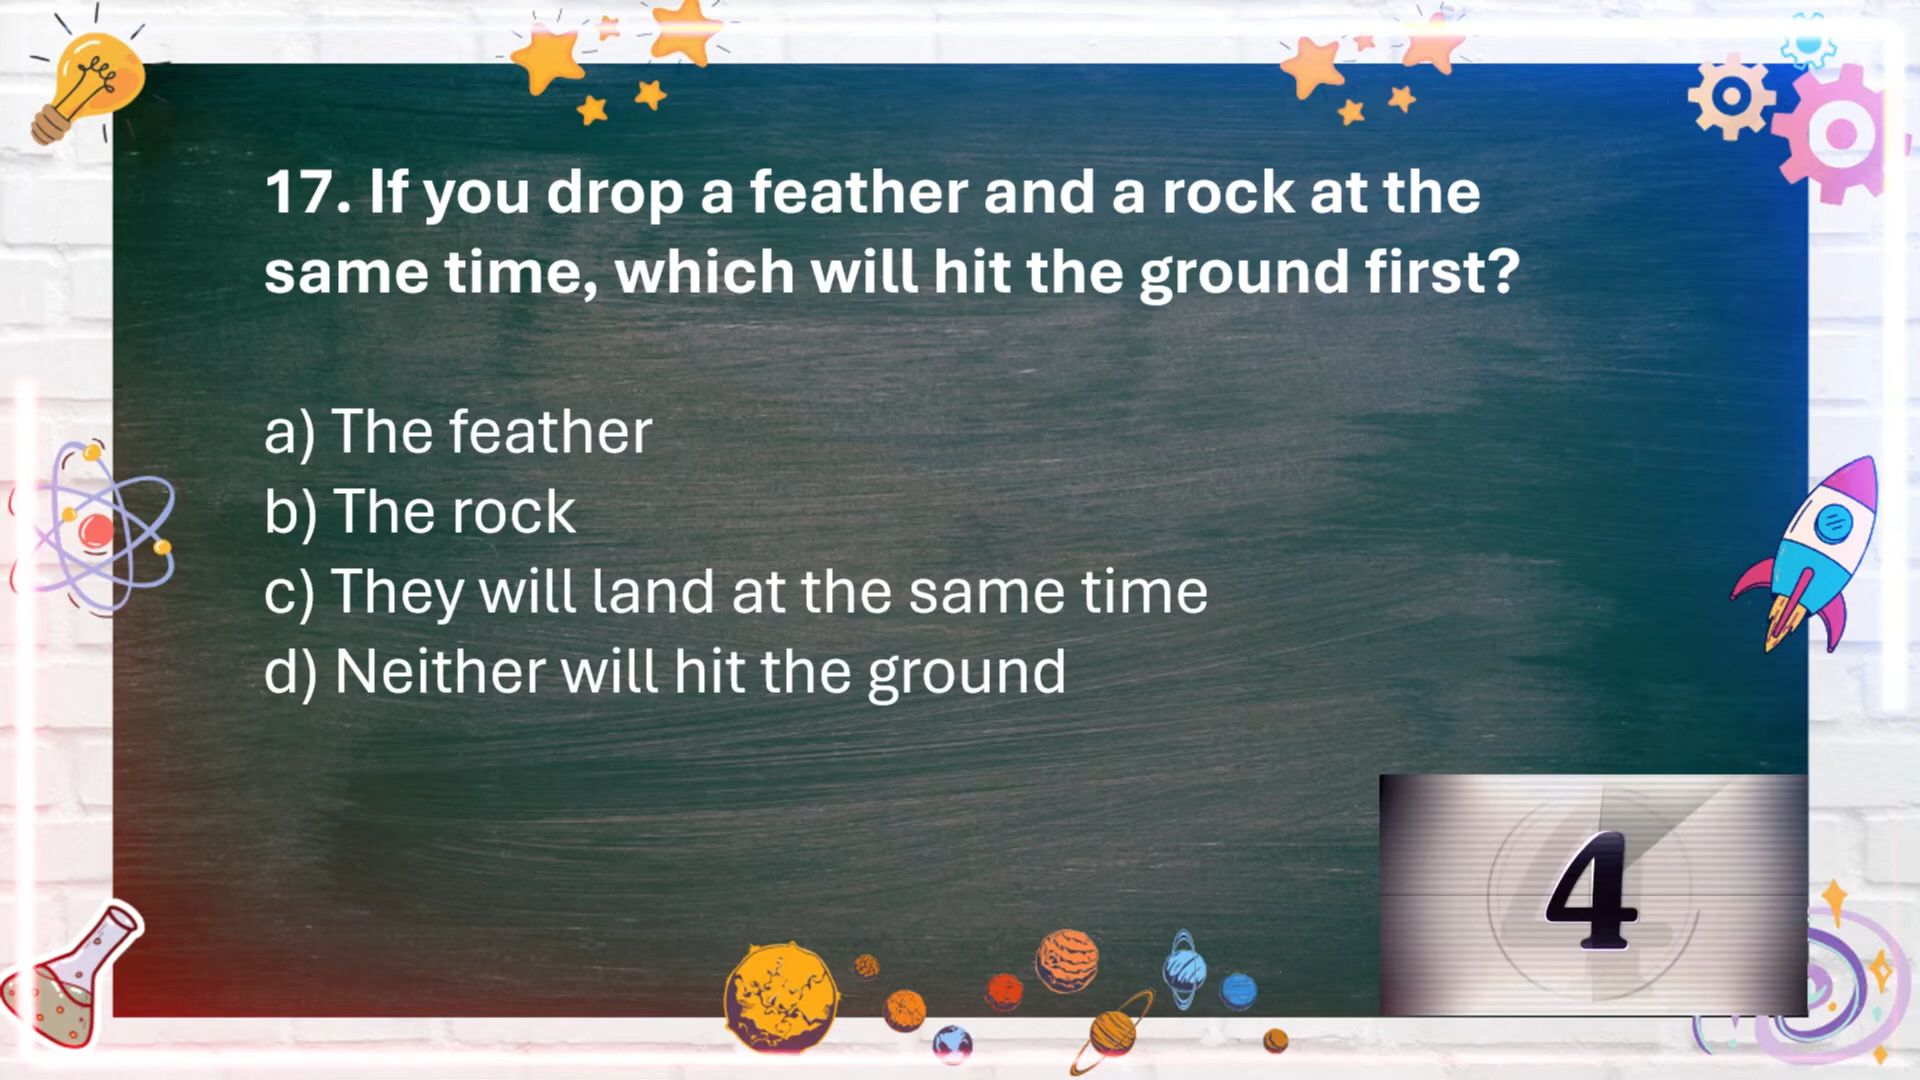 17. If you drop a feather and a rock at the
same time, which will hit the ground first?
a) The feather
b) The rock
c) They will land at the same time
d) Neither will hit the ground
4